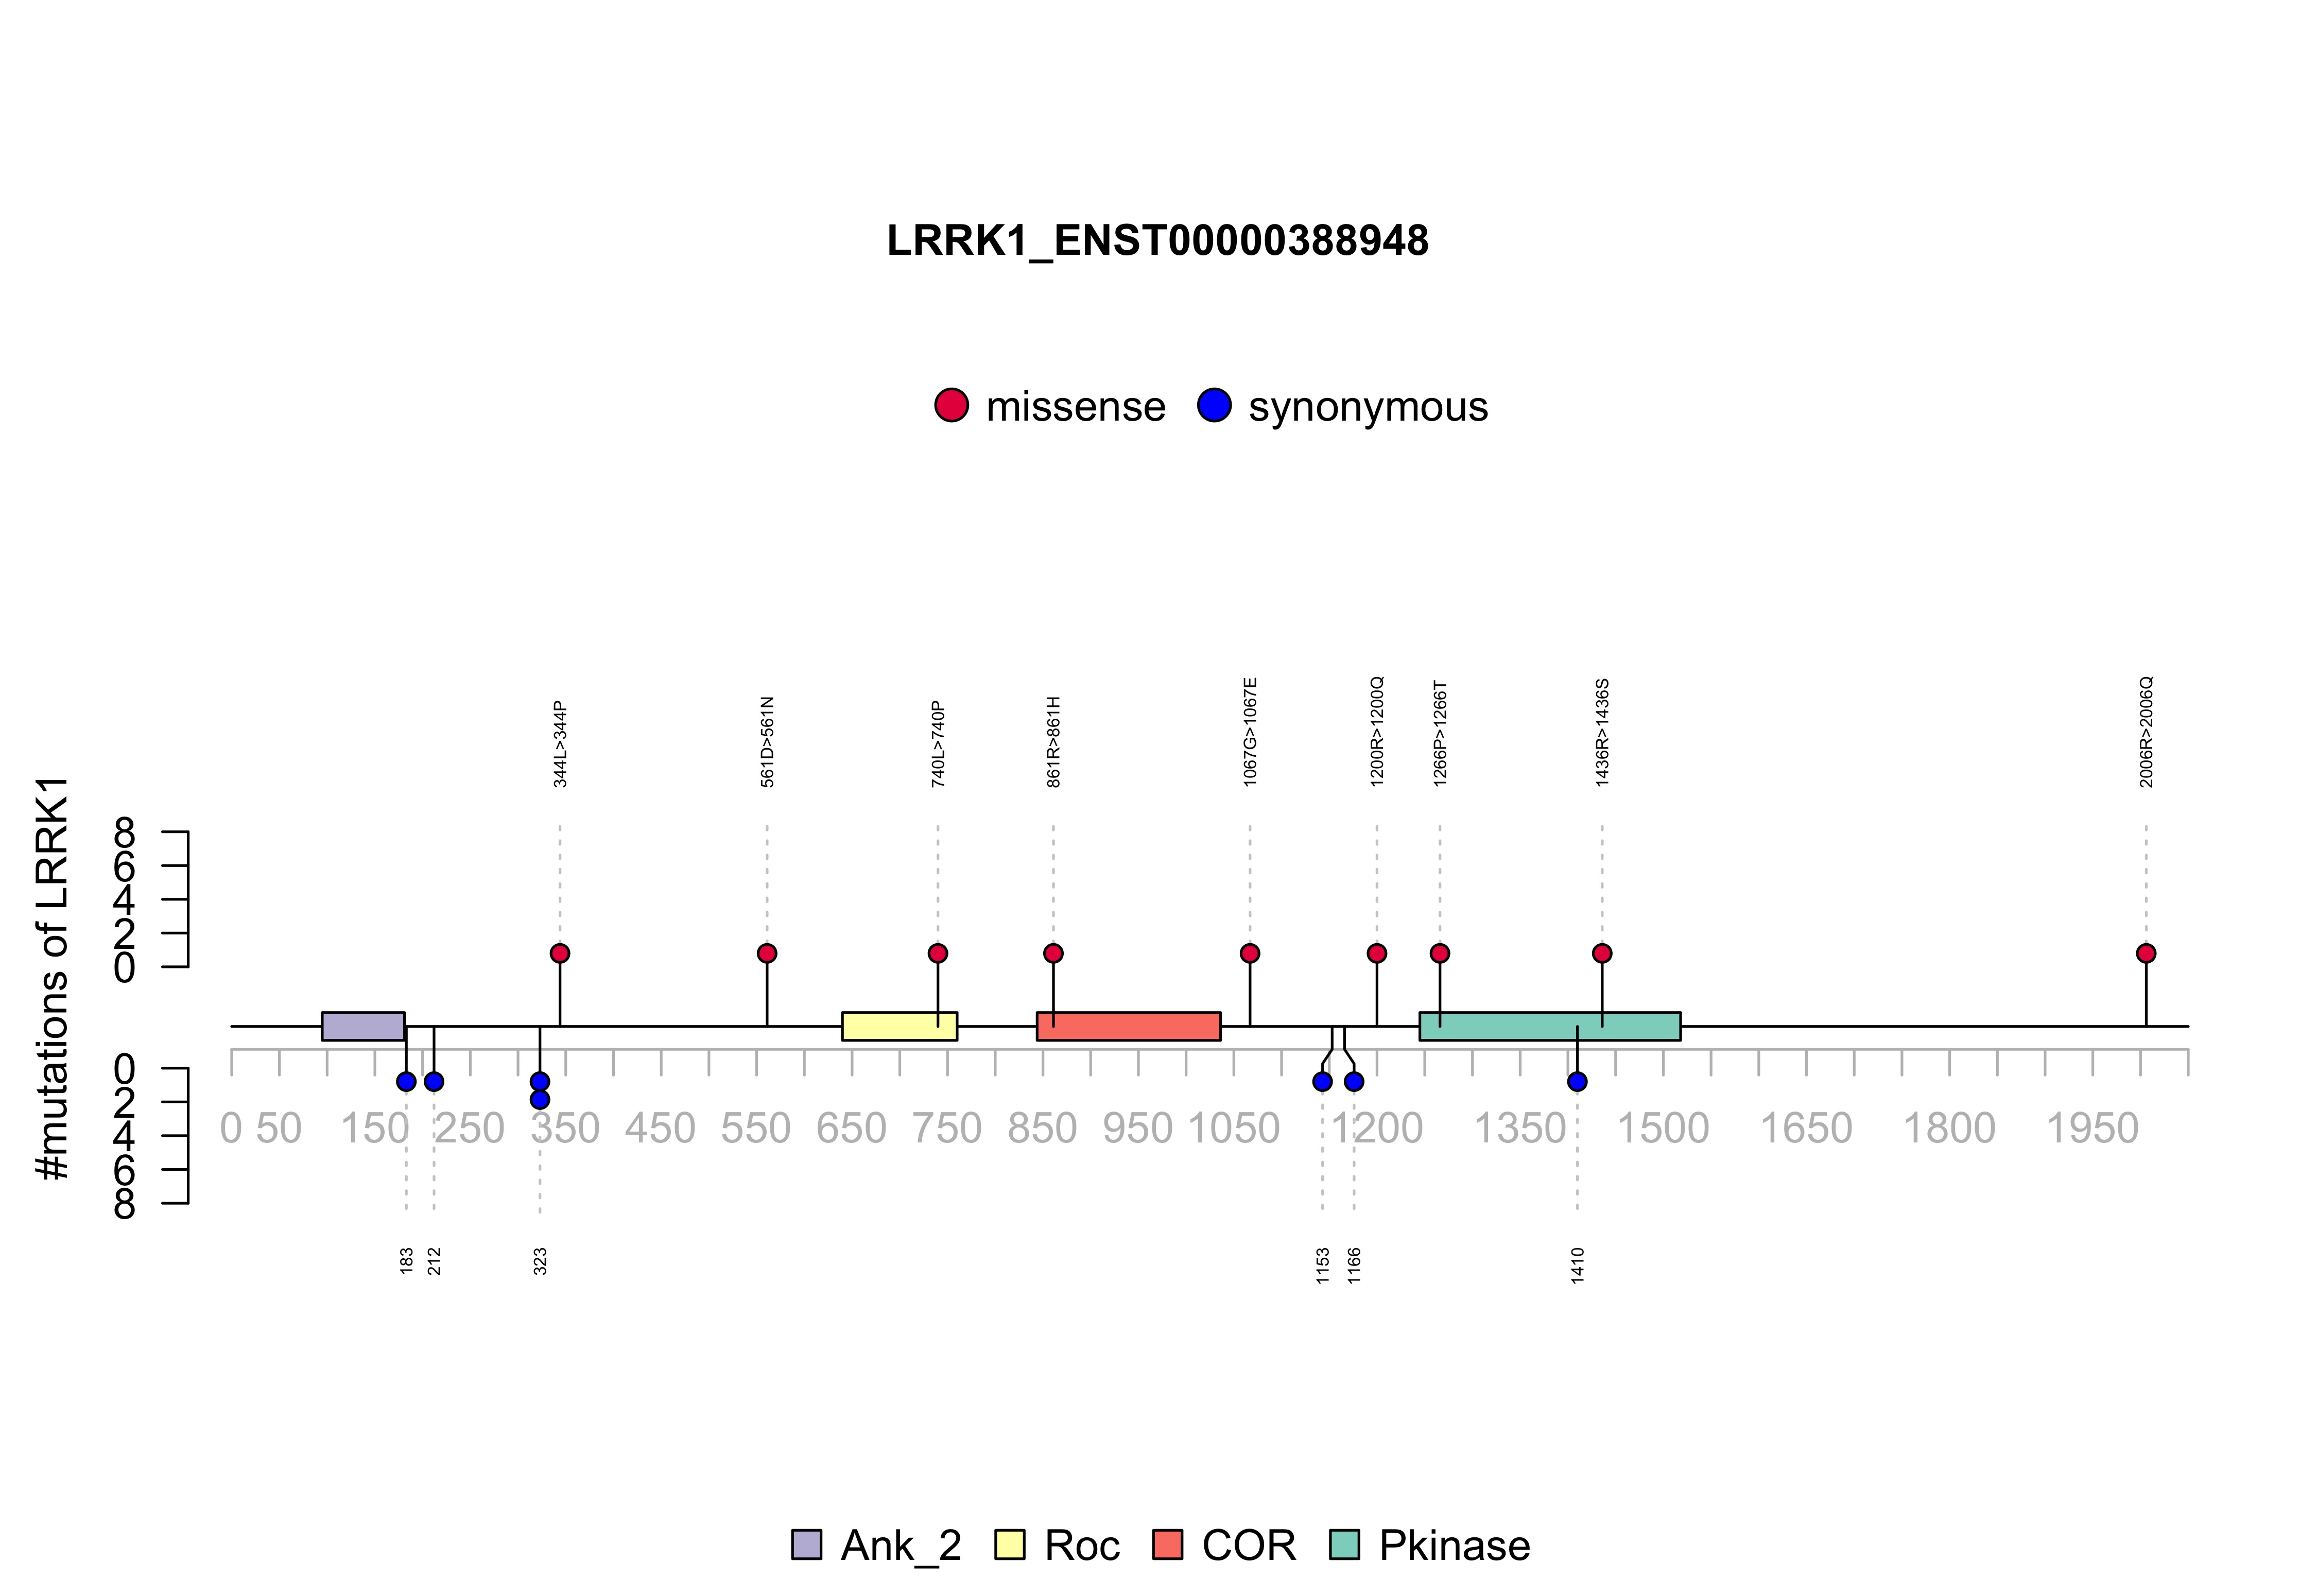 LRRK1_ENST00000388948
missense synonymous
344L>344P
561D>561N
740L>740P
861R>861H
1067G>1067E
1200R>1200Q
1266P>1266T
1436R>1436S
2006R>2006Q
#mutations of LRRK1
8
6
4
2
0
0
2
4
6
8
0 50 150 250 350 450 550 650 750 850 950 1050 1200 1350 1500 1650 1800 1950
183
212
323
1153
1166
1410
Ank_2 Roc COR Pkinase